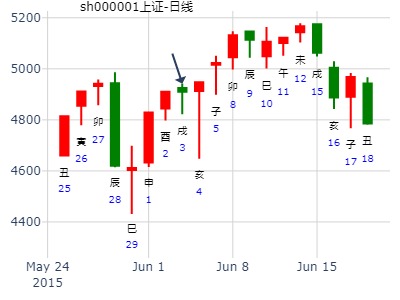 sh000001上证-日线
5200
5000
4800
4600
4400
丑
25
寅
26
卯
27
辰
28
巳
29
申
1
酉
2
戌
3
亥
4
子
5
卯
8
辰
9
巳
10
午
11
未
12
戌
15
亥
16
子
17
丑
18
May 24
2015
Jun 1
Jun 8
Jun 15